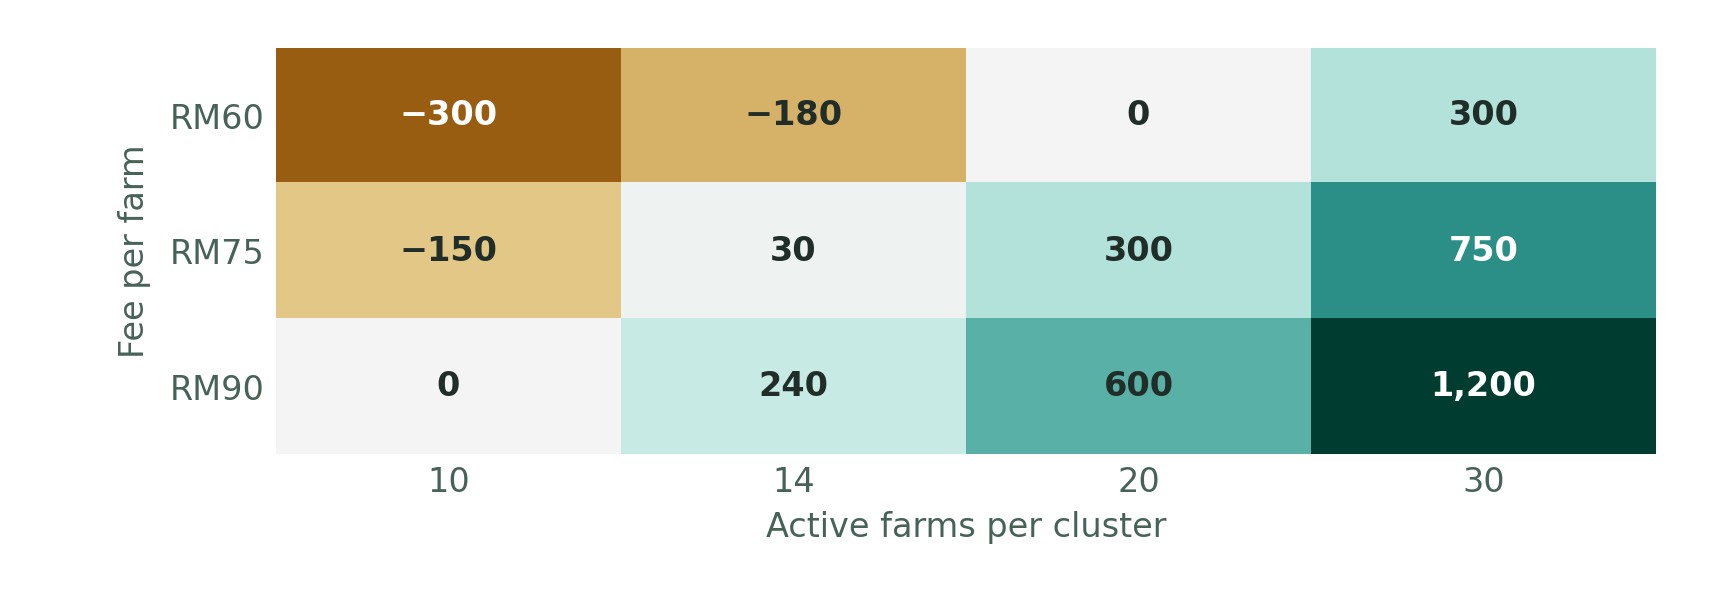 Fee per farm
RM60 −300 −180 0 300
RM75 −150 30 300 750
RM90 0 240 600 1,200
10 14 20 30
Active farms per cluster